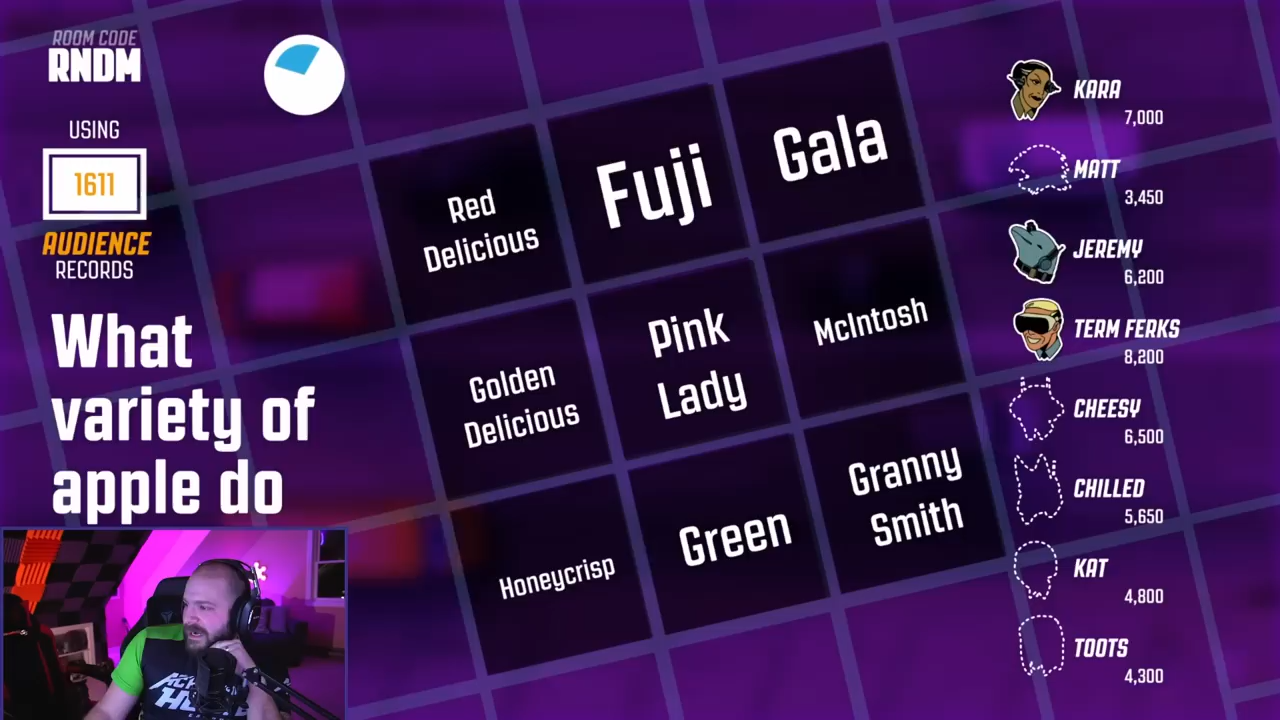 ROOM CODE
RNDM
USING
1611
AUDIENCE
RECORDS
What
variety of
apple do
Red
Delicious
Fuji
Gala
Golden
Delicious
Pink
Lady
McIntosh
Honeycrisp
Green
Granny
Smith
KARA
7,000
MATT
3,450
JEREMY
6,200
TERM FERKS
8,200
CHEESY
6,500
CHILLED
5,650
KAT
4,800
TOOTS
4,300